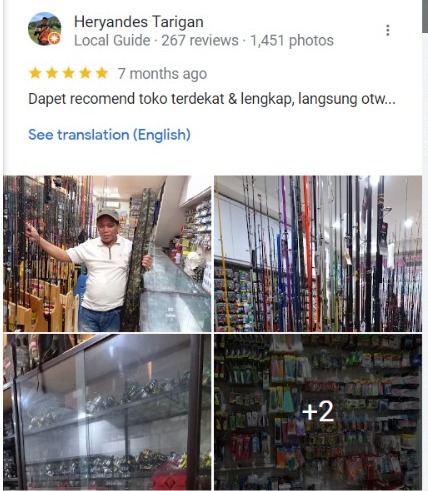 Heryandes Tarigan
Local Guide · 267 reviews · 1,451 photos
7 months ago
Dapet recomend toko terdekat & lengkap, langsung otw...
See translation (English)
+2